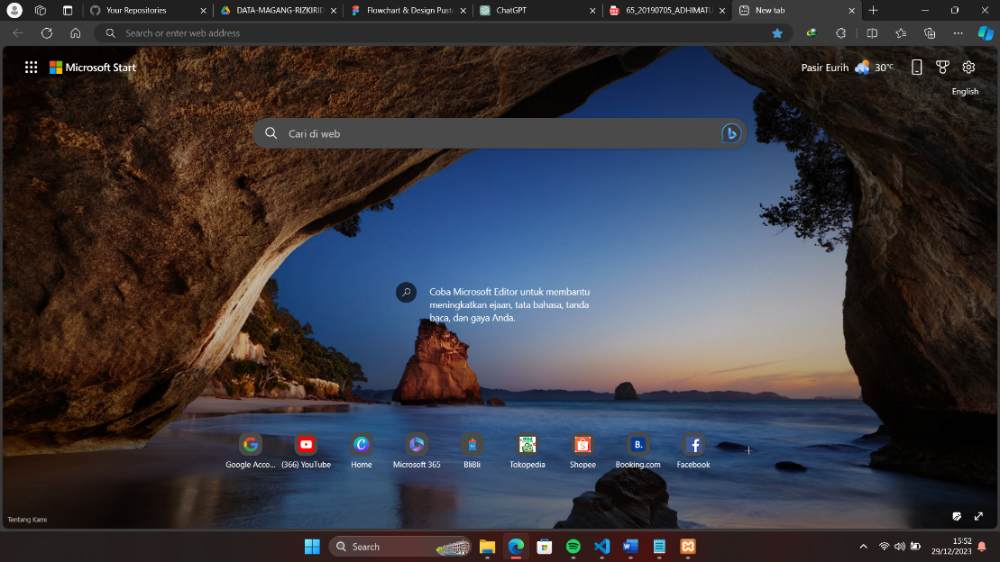 Your Repositories
DATA-MAGANG-RIZKIRID
Flowchart & Design Pusta
ChatGPT
65_20190705_ADHIMATU
New tab
Search or enter web address
Microsoft Start
Pasir Eurih
30°C
English
Cari di web
Coba Microsoft Editor untuk membantu
meningkatkan ejaan, tata bahasa, tanda
baca, dan gaya Anda.
Google Acco...
(366) YouTube
Home
Microsoft 365
BliBli
Tokopedia
Shopee
Booking.com
Facebook
Tentang Kami
Search
15:52
29/12/2023